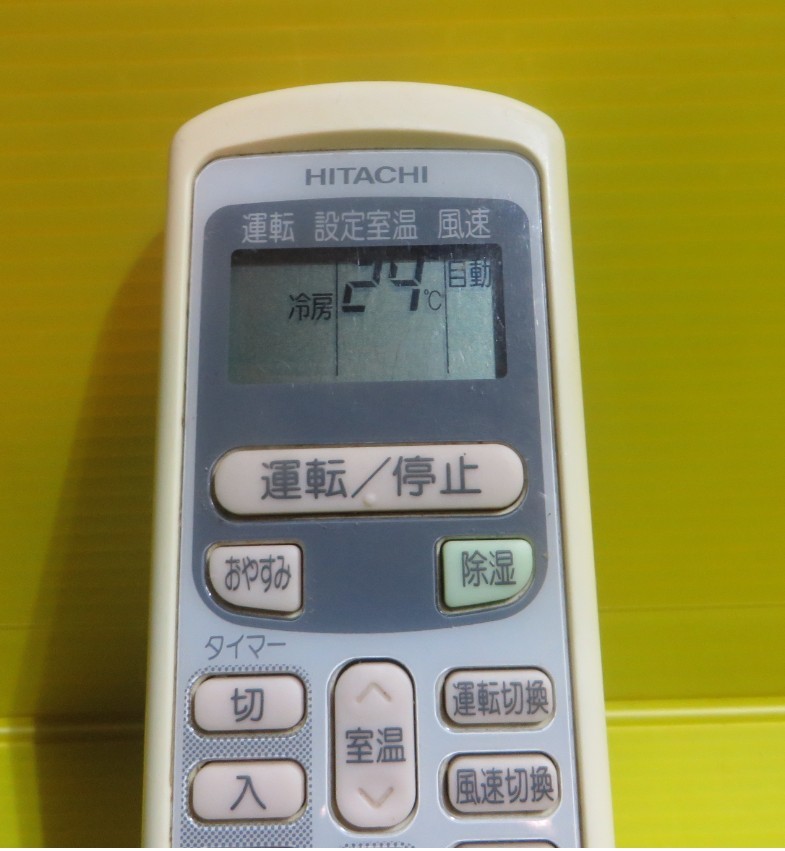 HITACHI
運転 設定室温 風速
自動
冷房 29℃
運転／停止
おやすみ 除湿
タイマー
切 室温 運転切換
入 風速切換